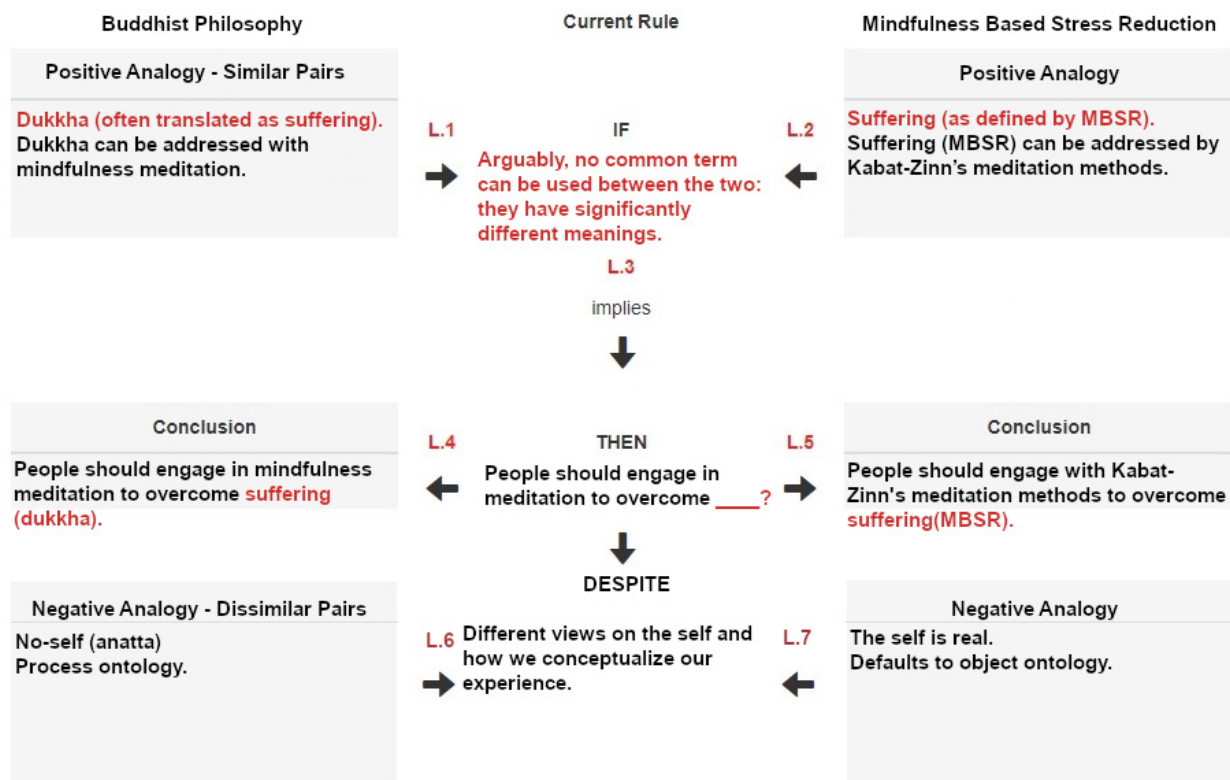 Buddhist Philosophy
Current Rule
Mindfulness Based Stress Reduction
Positive Analogy - Similar Pairs
Positive Analogy
Dukkha (often translated as suffering).
Dukkha can be addressed with
mindfulness meditation.
L.1
IF
Arguably, no common term
can be used between the two:
they have significantly
different meanings.
L.2
Suffering (as defined by MBSR).
Suffering (MBSR) can be addressed by
Kabat-Zinn’s meditation methods.
L.3
implies
Conclusion
People should engage in mindfulness
meditation to overcome suffering
(dukkha).
L.4
THEN
People should engage in
meditation to overcome ____?
L.5
Conclusion
People should engage with Kabat-
Zinn's meditation methods to overcome
suffering(MBSR).
DESPITE
Negative Analogy - Dissimilar Pairs
No-self (anatta)
Process ontology.
L.6
Different views on the self and
how we conceptualize our
experience.
L.7
Negative Analogy
The self is real.
Defaults to object ontology.